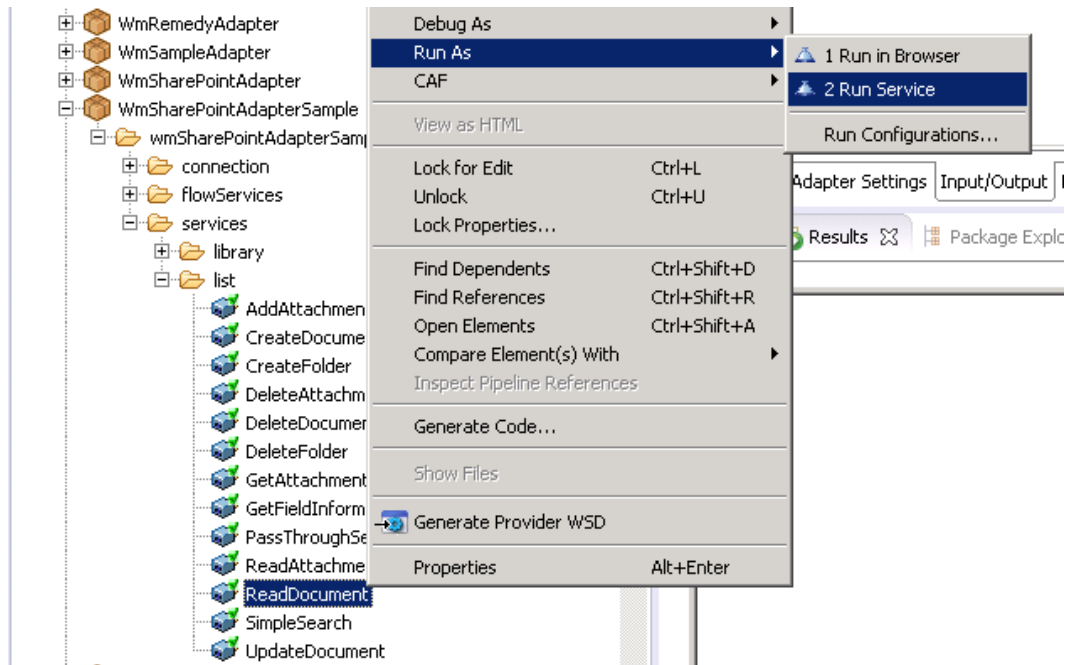 WmRemedyAdapter
WmSampleAdapter
WmSharePointAdapter
WmSharePointAdapterSample
wmSharePointAdapterSam
connection
flowServices
services
library
list
AddAttachmen
CreateDocume
CreateFolder
DeleteAttachm
DeleteDocumer
DeleteFolder
GetAttachment
GetFieldInform
PassThroughSe
ReadAttachme
ReadDocument
SimpleSearch
UpdateDocument
Debug As
Run As
CAF
View as HTML
Lock for Edit Ctrl+L
Unlock Ctrl+U
Lock Properties...
Find Dependents Ctrl+Shift+D
Find References Ctrl+Shift+R
Open Elements Ctrl+Shift+A
Compare Element(s) With
Inspect Pipeline References
Generate Code...
Show Files
Generate Provider WSD
Properties Alt+Enter
1 Run in Browser
2 Run Service
Run Configurations...
Adapter Settings Input/Output
Results Package Explo